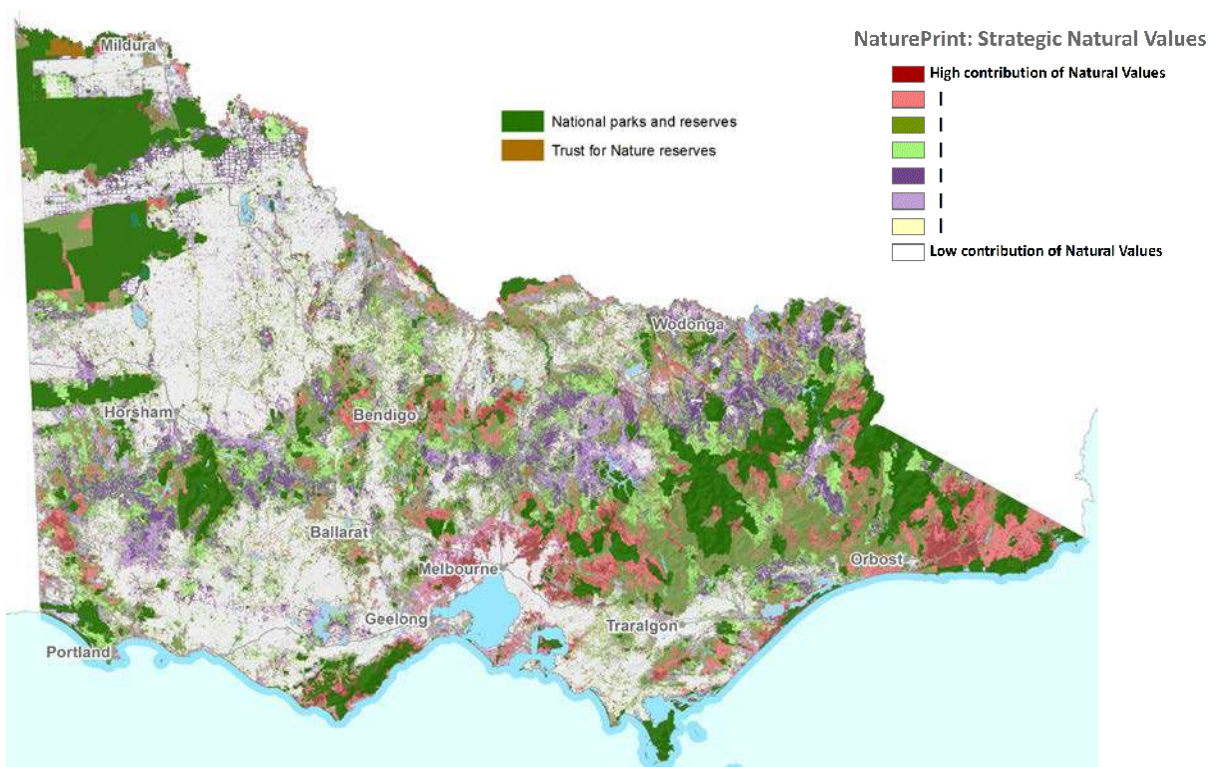 NaturePrint: Strategic Natural Values
High contribution of Natural Values
Low contribution of Natural Values
National parks and reserves
Trust for Nature reserves
Mildura
Wodonga
Horsham
Bendigo
Ballarat
Melbourne
Orbost
Geelong
Traralgon
Portland